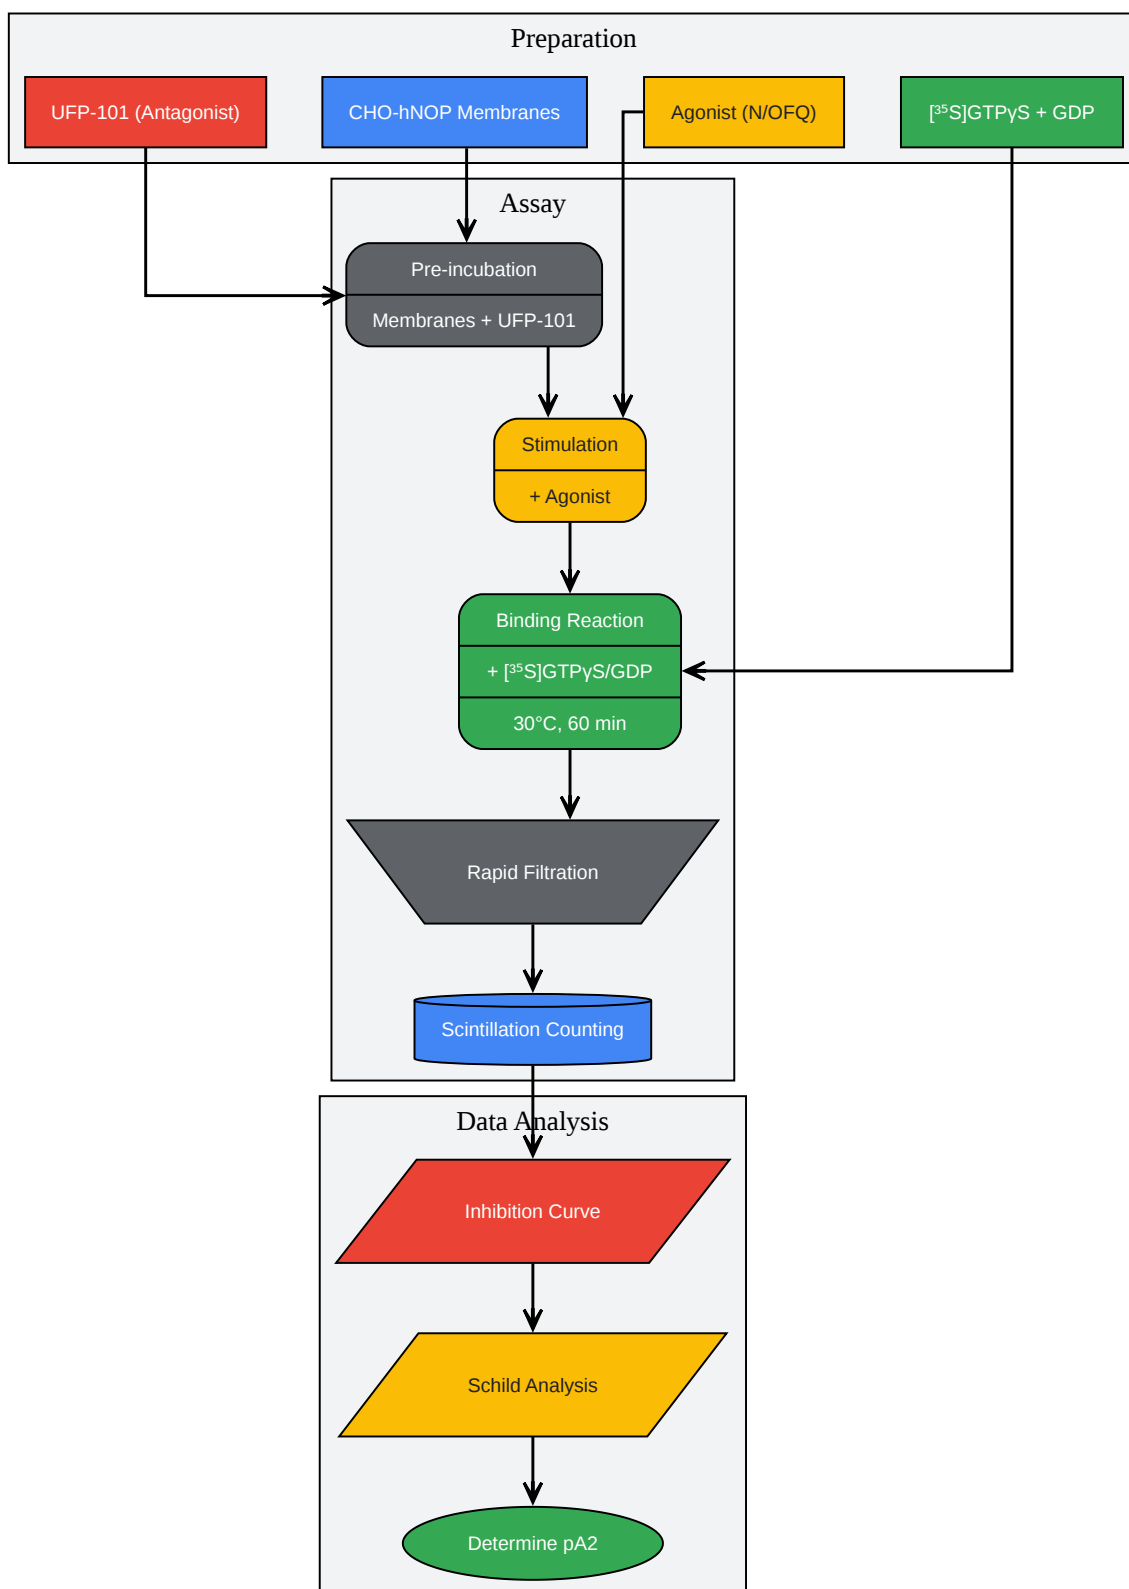 Preparation
UFP-101 (Antagonist)
CHO-hNOP Membranes
Agonist (N/OFQ)
[³⁵S]GTPγS + GDP
Assay
Pre-incubation
Membranes + UFP-101
Stimulation
+ Agonist
Binding Reaction
+ [³⁵S]GTPγS/GDP
30°C, 60 min
Rapid Filtration
Scintillation Counting
Data Analysis
Inhibition Curve
Schild Analysis
Determine pA2